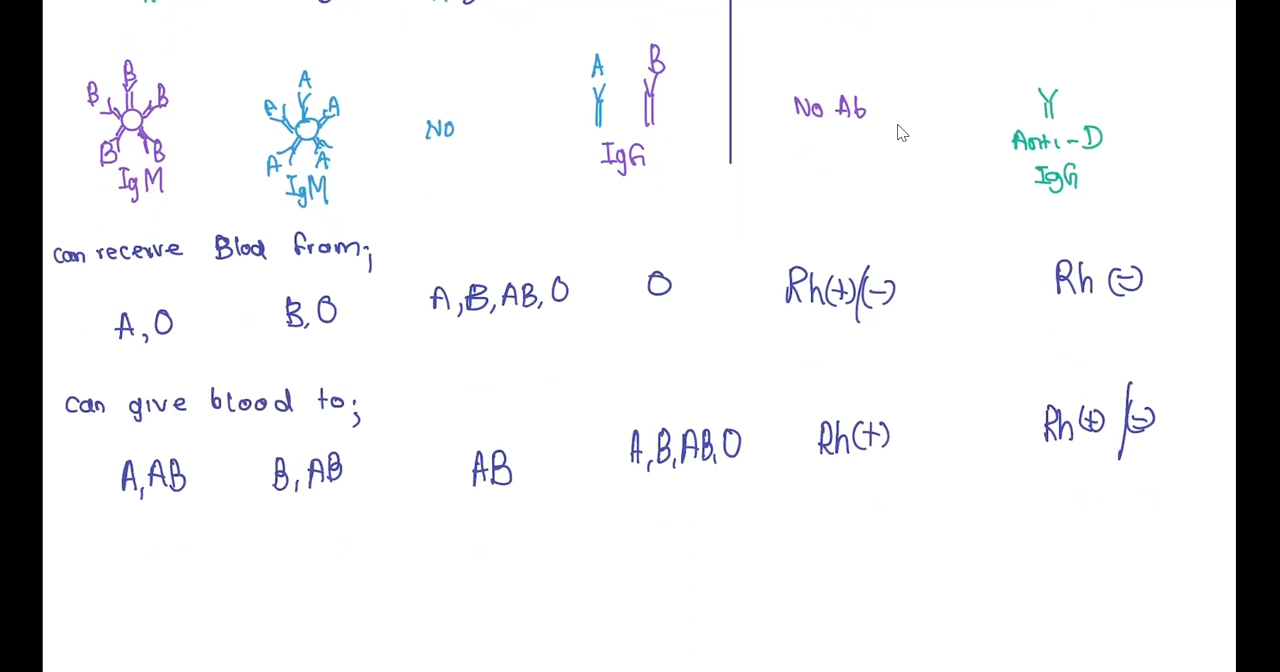 B B B B B
IgM
A A A A A
IgM
NO
A B
IgG
No Ab
Anti-D
IgG
can receive Blod from;
A,O
B,O
A,B,AB,O
O
Rh(+)/(-)
Rh (-)
Can give blood to;
A,AB
B,AB
AB
A,B,AB,O
Rh(+)
Rh(+)/(-)